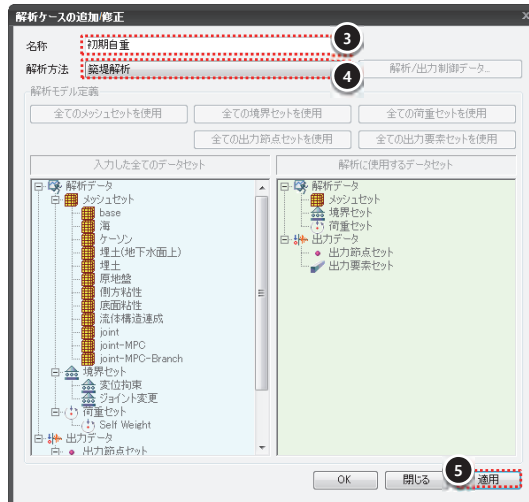 解析ケースの追加/修正
x
名称
初期自重
3
解析方法
築堤解析
4
解析/出力制御データ...
解析モデル定義
全てのメッシュセットを使用
全ての境界セットを使用
全ての荷重セットを使用
全ての出力節点セットを使用
全ての出力要素セットを使用
入力した全てのデータセット
解析に使用するデータセット
解析データ
メッシュセット
base
海
ケーソン
埋土(地下水面上)
埋土
原地盤
側方粘性
底面粘性
流体構造連成
joint
joint-MPC
joint-MPC-Branch
境界セット
変位拘束
ジョイント変更
荷重セット
Self Weight
出力データ
出力節点セット
解析データ
メッシュセット
境界セット
荷重セット
出力データ
出力節点セット
出力要素セット
OK
閉じる
5
適用